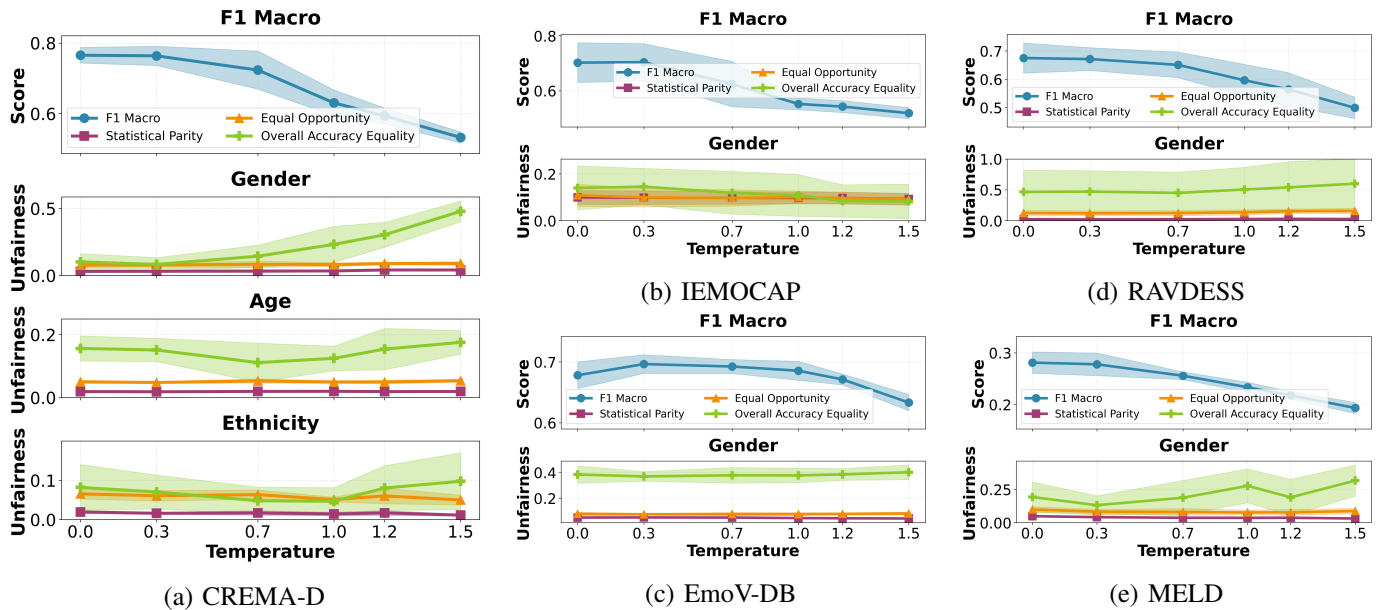 F1 Macro
Score
0.8
0.6
F1 Macro
Statistical Parity
Equal Opportunity
Overall Accuracy Equality
Gender
Unfairness
0.5
0.0
Age
Unfairness
0.2
0.0
Ethnicity
Unfairness
0.1
0.0
0.0 0.3 0.7 1.0 1.2 1.5
Temperature
(a) CREMA-D
F1 Macro
Score
0.8
0.6
F1 Macro
Statistical Parity
Equal Opportunity
Overall Accuracy Equality
Gender
Unfairness
0.2
0.0
0.0 0.3 0.7 1.0 1.2 1.5
Temperature
(b) IEMOCAP
F1 Macro
Score
0.7
0.6
0.5
F1 Macro
Statistical Parity
Equal Opportunity
Overall Accuracy Equality
Gender
Unfairness
1.0
0.5
0.0
0.0 0.3 0.7 1.0 1.2 1.5
Temperature
(d) RAVDESS
F1 Macro
Score
0.7
0.6
F1 Macro
Statistical Parity
Equal Opportunity
Overall Accuracy Equality
Gender
Unfairness
0.4
0.2
0.0 0.3 0.7 1.0 1.2 1.5
Temperature
(c) EmoV-DB
F1 Macro
Score
0.3
0.2
F1 Macro
Statistical Parity
Equal Opportunity
Overall Accuracy Equality
Gender
Unfairness
0.25
0.00
0.0 0.3 0.7 1.0 1.2 1.5
Temperature
(e) MELD